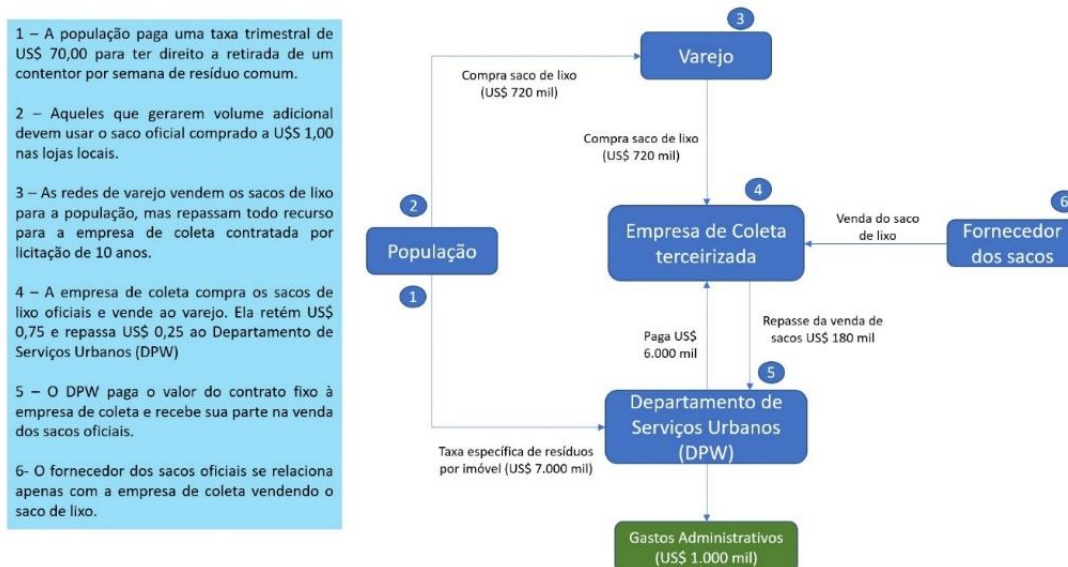 1 – A população paga uma taxa trimestral de
US$ 70,00 para ter direito a retirada de um
contentor por semana de resíduo comum.
2 – Aqueles que gerarem volume adicional
devem usar o saco oficial comprado a U$S 1,00
nas lojas locais.
3 – As redes de varejo vendem os sacos de lixo
para a população, mas repassam todo recurso
para a empresa de coleta contratada por
licitação de 10 anos.
4 – A empresa de coleta compra os sacos de
lixo oficiais e vende ao varejo. Ela retém US$
0,75 e repassa US$ 0,25 ao Departamento de
Serviços Urbanos (DPW)
5 – O DPW paga o valor do contrato fixo à
empresa de coleta e recebe sua parte na venda
dos sacos oficiais.
6- O fornecedor dos sacos oficiais se relaciona
apenas com a empresa de coleta vendendo o
saco de lixo.
3
Varejo
Compra saco de lixo
(US$ 720 mil)
Compra saco de lixo
(US$ 720 mil)
2
População
1
4
Empresa de Coleta
terceirizada
Venda do saco
de lixo
6
Fornecedor
dos sacos
Paga US$
6.000 mil
Repasse da venda de
sacos US$ 180 mil
5
Departamento de
Serviços Urbanos
(DPW)
Taxa específica de resíduos
por imóvel (US$ 7.000 mil)
Gastos Administrativos
(US$ 1.000 mil)